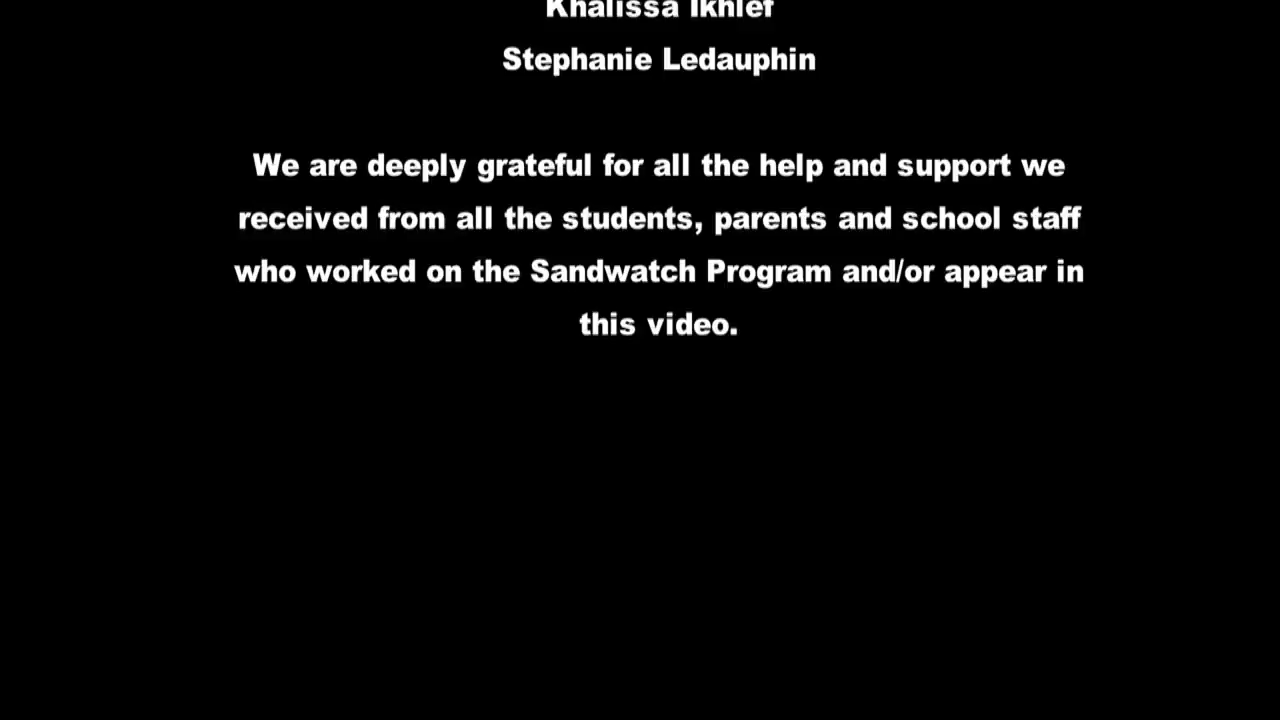 Khalissa Ikhlef
Stephanie Ledauphin
We are deeply grateful for all the help and support we
received from all the students, parents and school staff
who worked on the Sandwatch Program and/or appear in
this video.